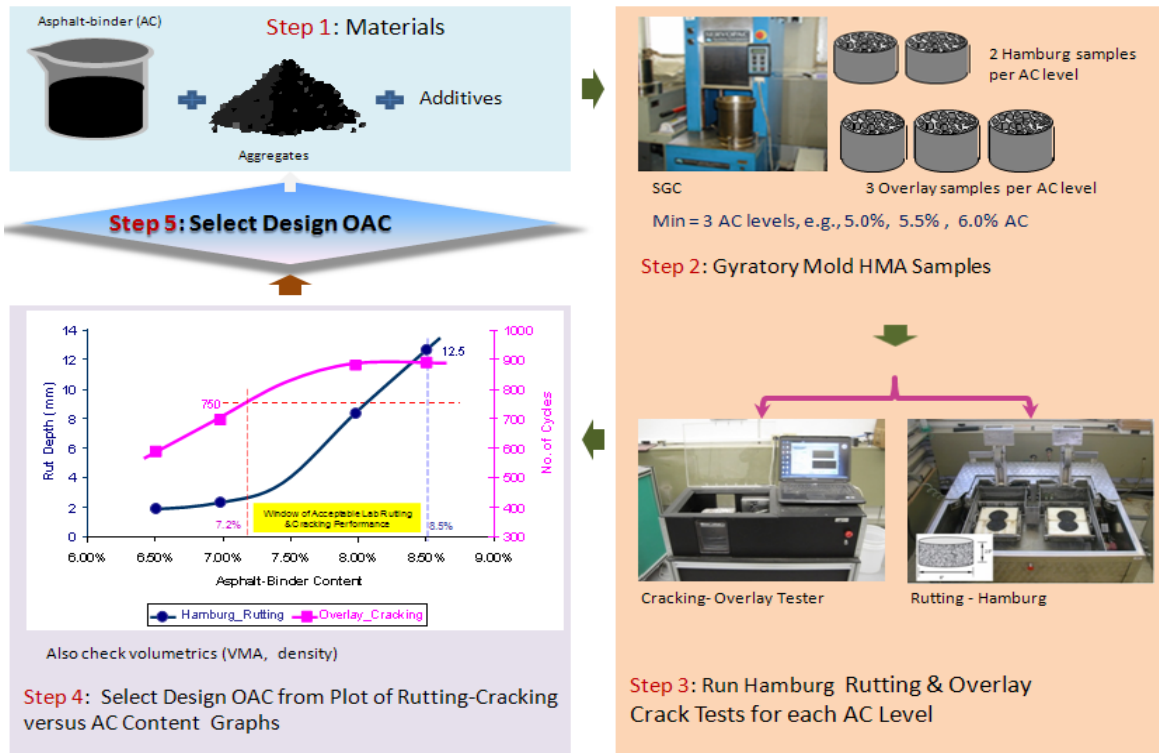 Asphalt-binder (AC)
Step 1: Materials
Additives
Aggregates
2 Hamburg samples
per AC level
SGC
3 Overlay samples per AC level
Min = 3 AC levels, e.g., 5.0%, 5.5% , 6.0% AC
Step 2: Gyratory Mold HMA Samples
Cracking- Overlay Tester
Rutting - Hamburg
Step 3: Run Hamburg Rutting & Overlay
Crack Tests for each AC Level
14
12
10
8
6
4
2
0
Rut Depth (mm)
1000
900
800
700
600
500
400
300
No. of Cycles
12.5
750
7.2%
Window of Acceptable Lab Rutting
& Cracking Performance
8.5%
6.00% 6.50% 7.00% 7.50% 8.00% 8.50% 9.00%
Asphalt-Binder Content
Hamburg_Rutting Overlay_Cracking
Also check volumetrics (VMA, density)
Step 4: Select Design OAC from Plot of Rutting-Cracking
versus AC Content Graphs
Step 5: Select Design OAC